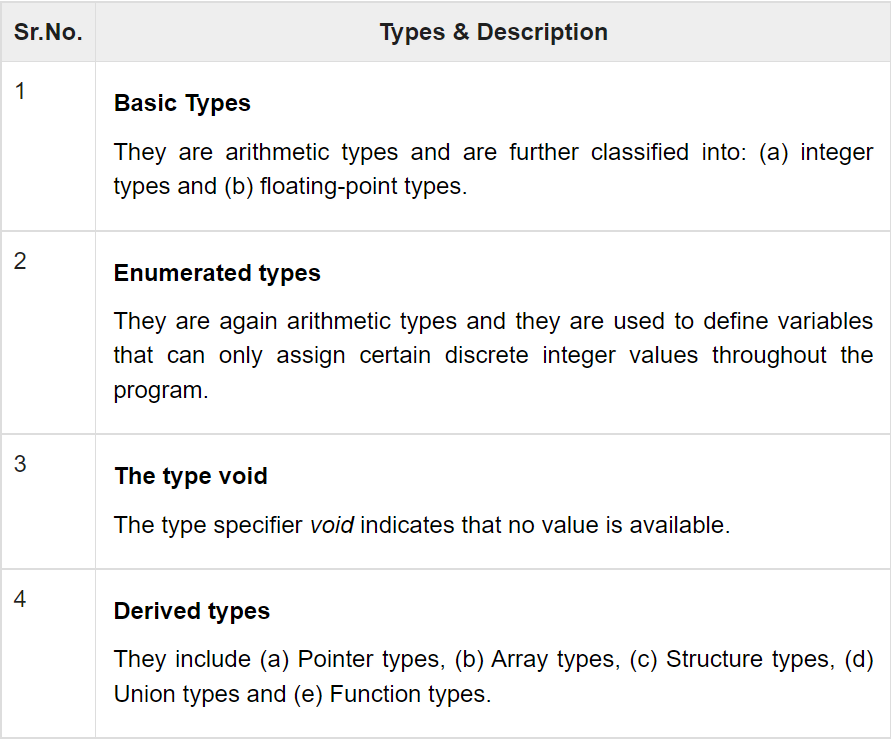 Sr.No. Types & Description
1
Basic Types
They are arithmetic types and are further classified into: (a) integer
types and (b) floating-point types.
2
Enumerated types
They are again arithmetic types and they are used to define variables
that can only assign certain discrete integer values throughout the
program.
3
The type void
The type specifier void indicates that no value is available.
4
Derived types
They include (a) Pointer types, (b) Array types, (c) Structure types, (d)
Union types and (e) Function types.